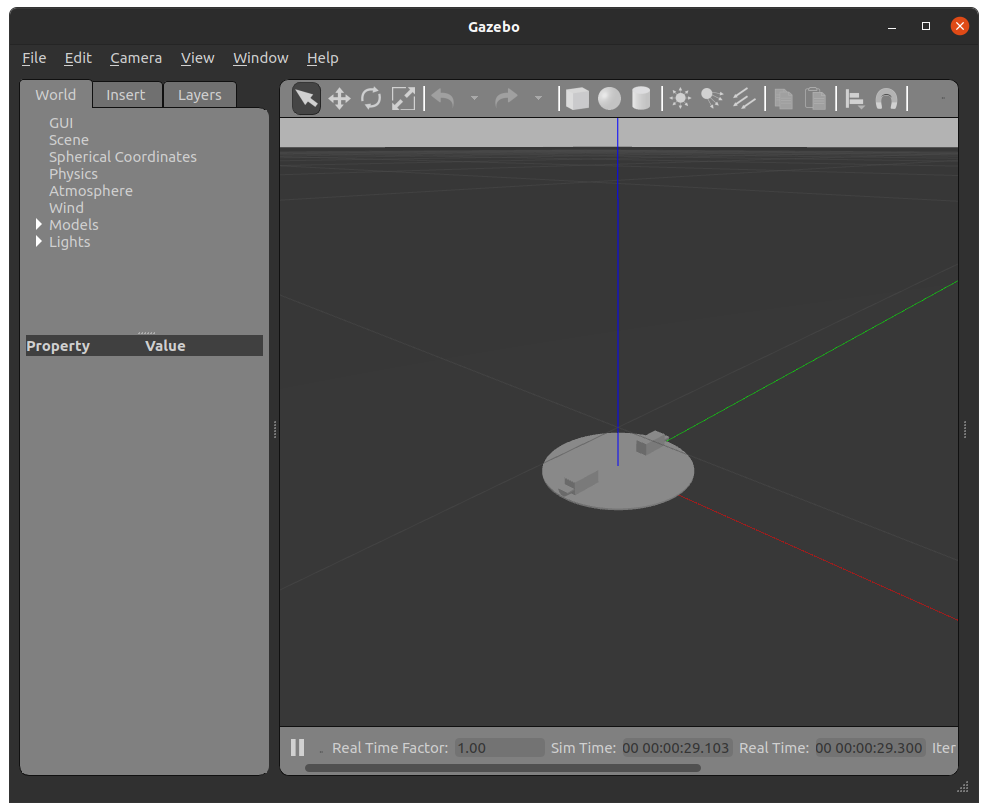 Gazebo
File Edit Camera View Window Help
World Insert Layers
GUI
Scene
Spherical Coordinates
Physics
Atmosphere
Wind
Models
Lights
Property Value
Real Time Factor: 1.00 Sim Time: 00 00:00:29.103 Real Time: 00 00:00:29.300 Iter